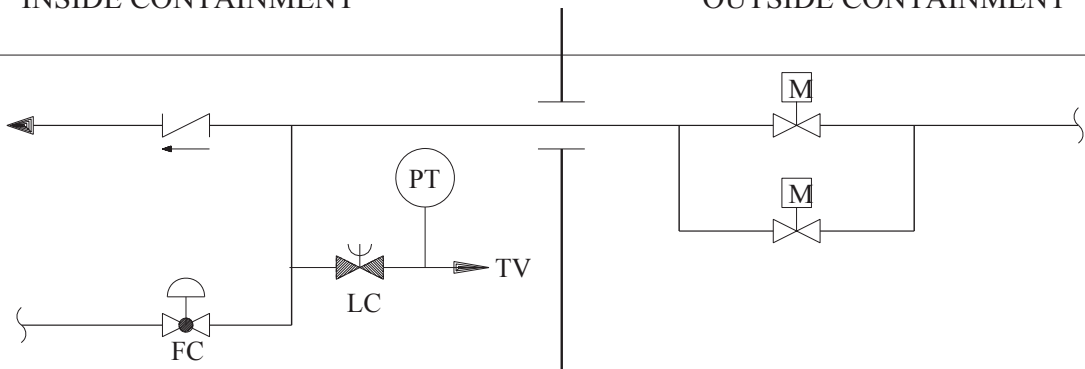 INSIDE CONTAINMENT
OUTSIDE CONTAINMENT
M
PT
M
TV
LC
FC